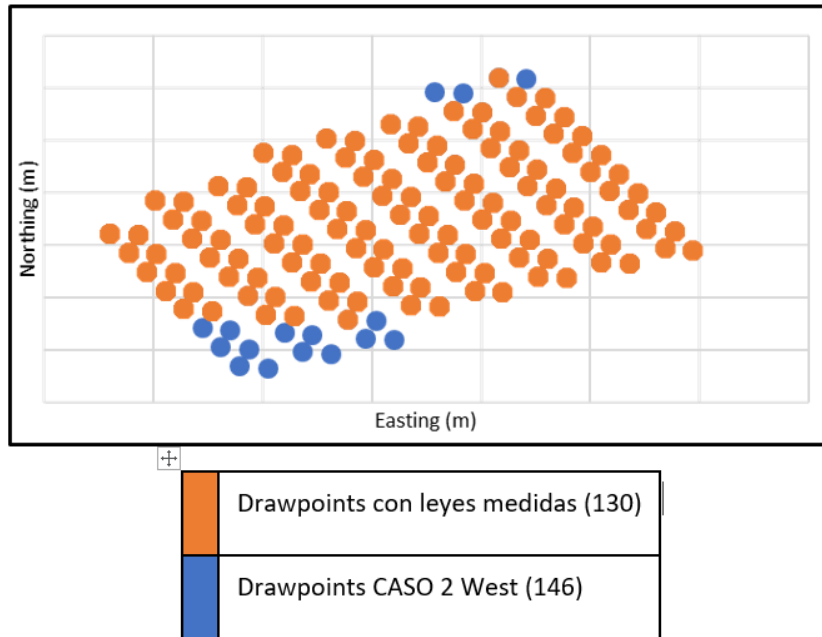 Northing (m)
Easting (m)
Drawpoints con leyes medidas (130)
Drawpoints CASO 2 West (146)